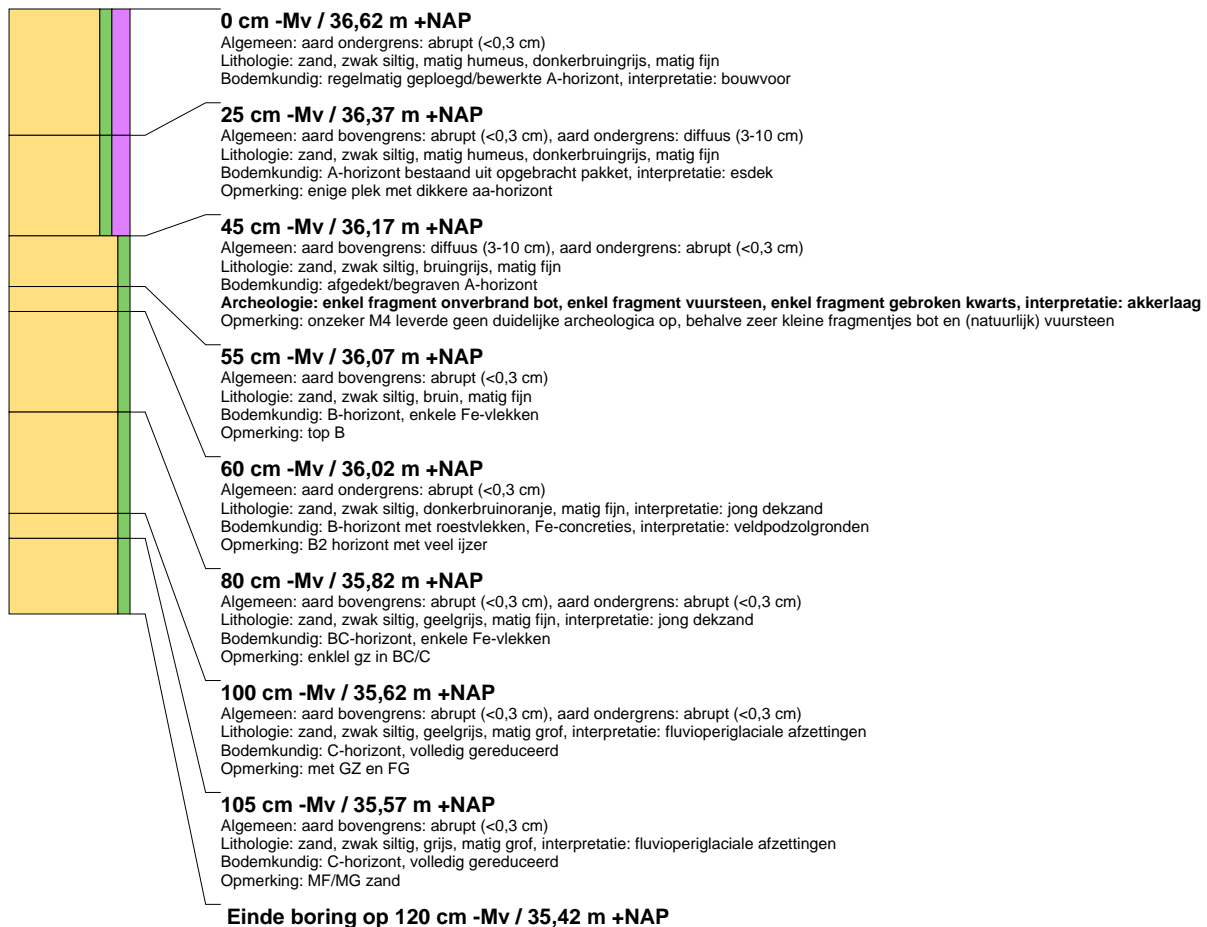 0 cm -Mv / 36,62 m +NAP
Algemeen: aard ondergrens: abrupt (<0,3 cm)
Lithologie: zand, zwak siltig, matig humeus, donkerbruingrijs, matig fijn
Bodemkundig: regelmatig geploegd/bewerkte A-horizont, interpretatie: bouwvoor
25 cm -Mv / 36,37 m +NAP
Algemeen: aard bovengrens: abrupt (<0,3 cm), aard ondergrens: diffuus (3-10 cm)
Lithologie: zand, zwak siltig, matig humeus, donkerbruingrijs, matig fijn
Bodemkundig: A-horizont bestaand uit opgebracht pakket, interpretatie: esdek
Opmerking: enige plek met dikkere aa-horizont
45 cm -Mv / 36,17 m +NAP
Algemeen: aard bovengrens: diffuus (3-10 cm), aard ondergrens: abrupt (<0,3 cm)
Lithologie: zand, zwak siltig, bruingrijs, matig fijn
Bodemkundig: afgedekt/begraven A-horizont
Archeologie: enkel fragment onverbrand bot, enkel fragment vuursteen, enkel fragment gebroken kwarts, interpretatie: akkerlaag
Opmerking: onzeker M4 leverde geen duidelijke archeologica op, behalve zeer kleine fragmentjes bot en (natuurlijk) vuursteen
55 cm -Mv / 36,07 m +NAP
Algemeen: aard bovengrens: abrupt (<0,3 cm)
Lithologie: zand, zwak siltig, bruin, matig fijn
Bodemkundig: B-horizont, enkele Fe-vlekken
Opmerking: top B
60 cm -Mv / 36,02 m +NAP
Algemeen: aard ondergrens: abrupt (<0,3 cm)
Lithologie: zand, zwak siltig, donkerbruinoranje, matig fijn, interpretatie: jong dekzand
Bodemkundig: B-horizont met roestvlekken, Fe-concreties, interpretatie: veldpodzolgronden
Opmerking: B2 horizont met veel ijzer
80 cm -Mv / 35,82 m +NAP
Algemeen: aard bovengrens: abrupt (<0,3 cm), aard ondergrens: abrupt (<0,3 cm)
Lithologie: zand, zwak siltig, geelgrijs, matig fijn, interpretatie: jong dekzand
Bodemkundig: BC-horizont, enkele Fe-vlekken
Opmerking: enklel gz in BC/C
100 cm -Mv / 35,62 m +NAP
Algemeen: aard bovengrens: abrupt (<0,3 cm), aard ondergrens: abrupt (<0,3 cm)
Lithologie: zand, zwak siltig, geelgrijs, matig grof, interpretatie: fluvioperiglaciale afzettingen
Bodemkundig: C-horizont, volledig gereduceerd
Opmerking: met GZ en FG
105 cm -Mv / 35,57 m +NAP
Algemeen: aard bovengrens: abrupt (<0,3 cm)
Lithologie: zand, zwak siltig, grijs, matig grof, interpretatie: fluvioperiglaciale afzettingen
Bodemkundig: C-horizont, volledig gereduceerd
Opmerking: MF/MG zand
Einde boring op 120 cm -Mv / 35,42 m +NAP